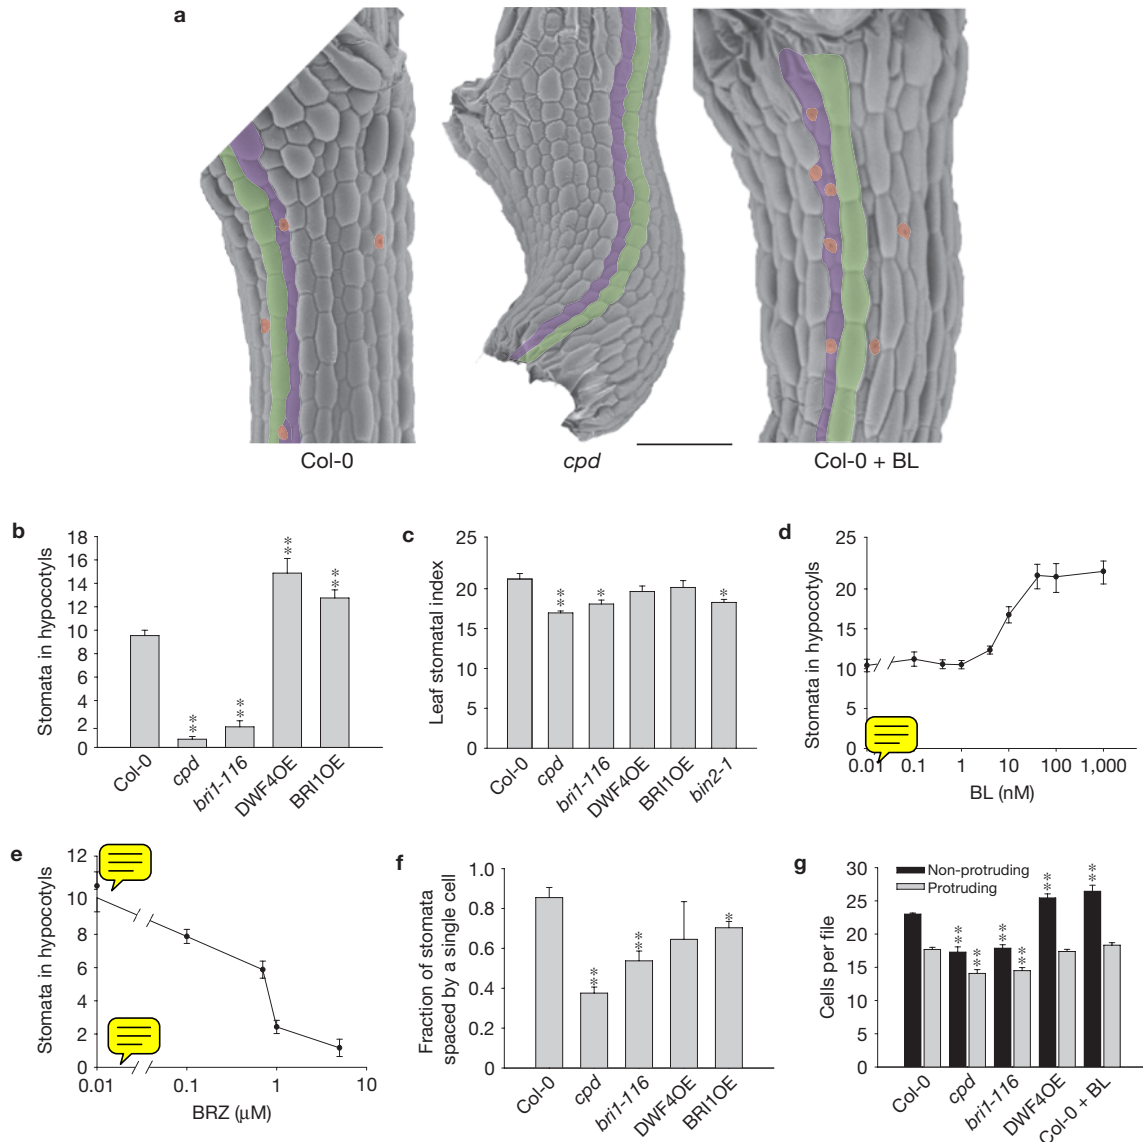 a
Col-0
cpd
Col-0 + BL
b
Stomata in hypocotyls
18
16
14
12
10
8
6
4
2
0
**
**
**
**
Col-0
cpd
bri1-116
DWF4OE
BRI1OE
c
Leaf stomatal index
25
20
15
10
5
0
**
*
*
Col-0
cpd
bri1-116
DWF4OE
BRI1OE
bin2-1
d
Stomata in hypocotyls
25
20
15
10
5
0
0.01
0.1
1
10
100
1,000
BL (nM)
e
Stomata in hypocotyls
12
10
8
6
4
2
0
0.01
0.1
1
10
BRZ (μM)
f
Fraction of stomata
spaced by a single cell
1.0
0.8
0.6
0.4
0.2
0
**
**
*
Col-0
cpd
bri1-116
DWF4OE
BRI1OE
g
Cells per file
30
25
20
15
10
5
0
Non-protruding
Protruding
**
**
**
**
**
**
Col-0
cpd
bri1-116
DWF4OE
Col-0 + BL